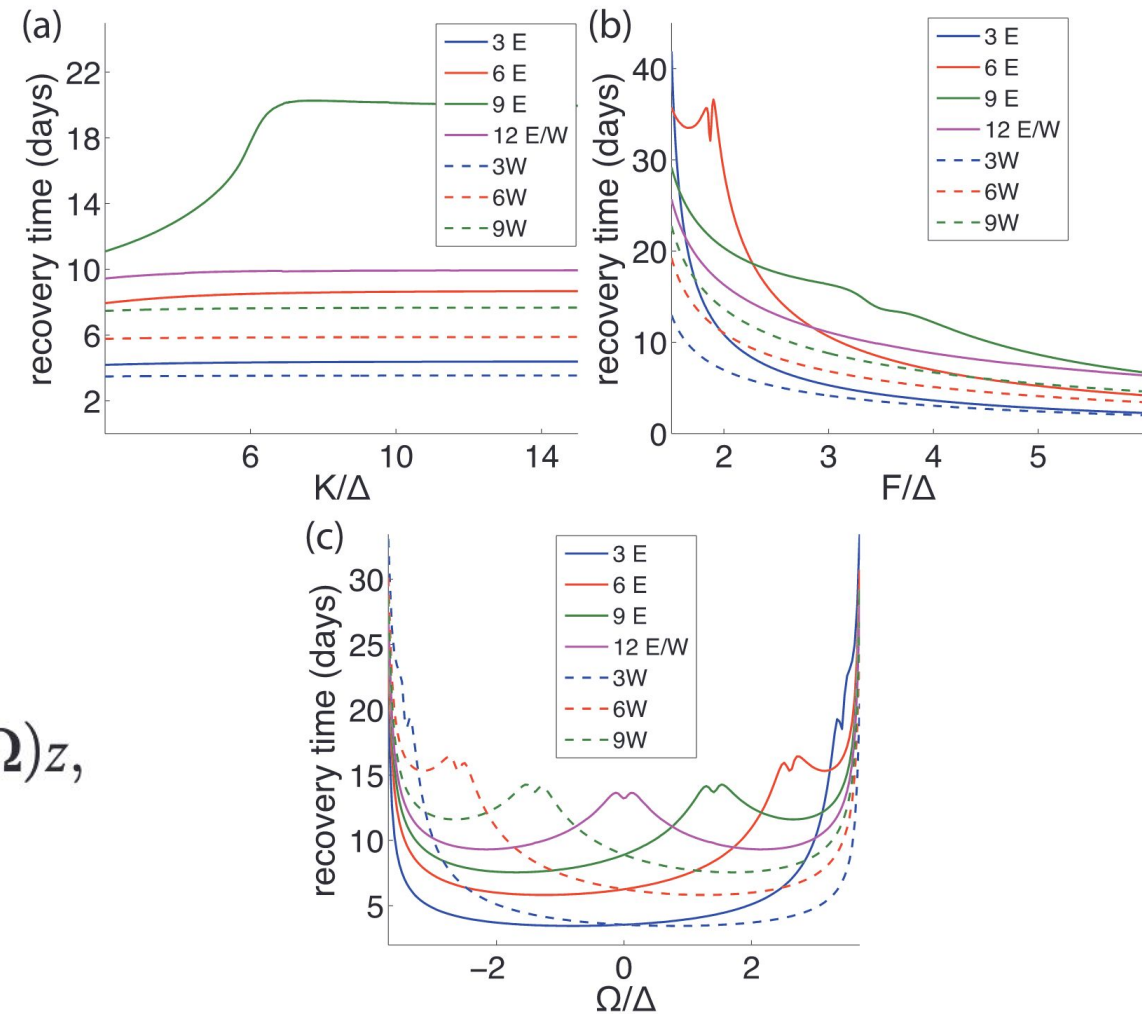 (a)
recovery time (days)
22
18
14
10
6
2
6
10
14
K/Δ
3 E
6 E
9 E
12 E/W
3W
6W
9W
(b)
recovery time (days)
40
30
20
10
0
2
3
4
5
F/Δ
3 E
6 E
9 E
12 E/W
3W
6W
9W
(c)
recovery time (days)
30
25
20
15
10
5
−2
0
2
Ω/Δ
3 E
6 E
9 E
12 E/W
3W
6W
9W
Ω)z,